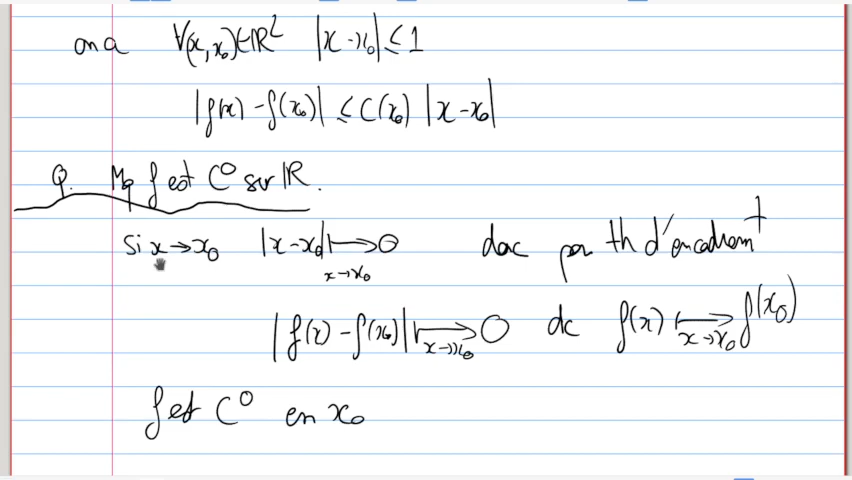 on a ∀(x, x₀) ∈ ℝ² |x - x₀| ≤ 1
|f(x) - f(x₀)| ≤ C(x₀) |x - x₀|
Q. Mq f est C⁰ sur ℝ.
Si x → x₀ |x - x₀| ⟼ 0 x→x₀ donc par th d'encadremt
|f(x) - f(x₀)| ⟼ 0 x→x₀ dc f(x) ⟼ f(x₀) x→x₀
f est C⁰ en x₀